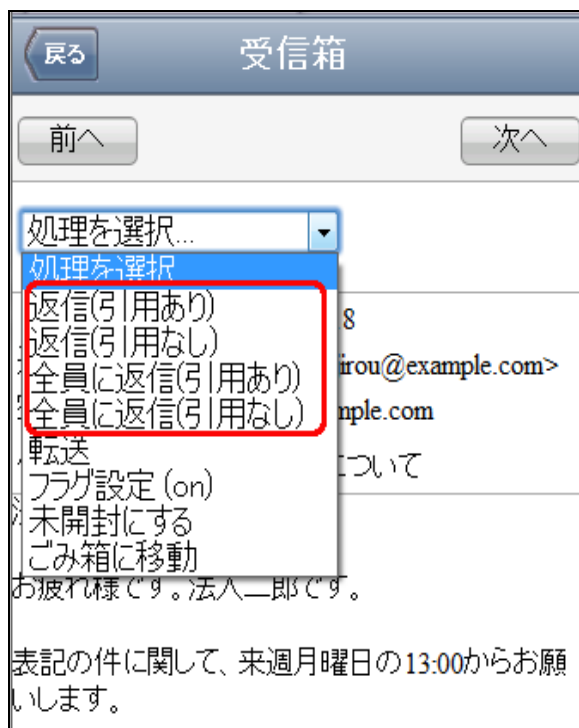 戻る
受信箱
前へ
次へ
処理を選択...
処理を選択
返信(引用あり)
返信(引用なし)
全員に返信(引用あり)
全員に返信(引用なし)
転送
フラグ設定 (on)
未開封にする
ごみ箱に移動
8
irou@example.com>
mple.com
について
お疲れ様です。法人二郎です。
表記の件に関して、来週月曜日の13:00からお願
いします。